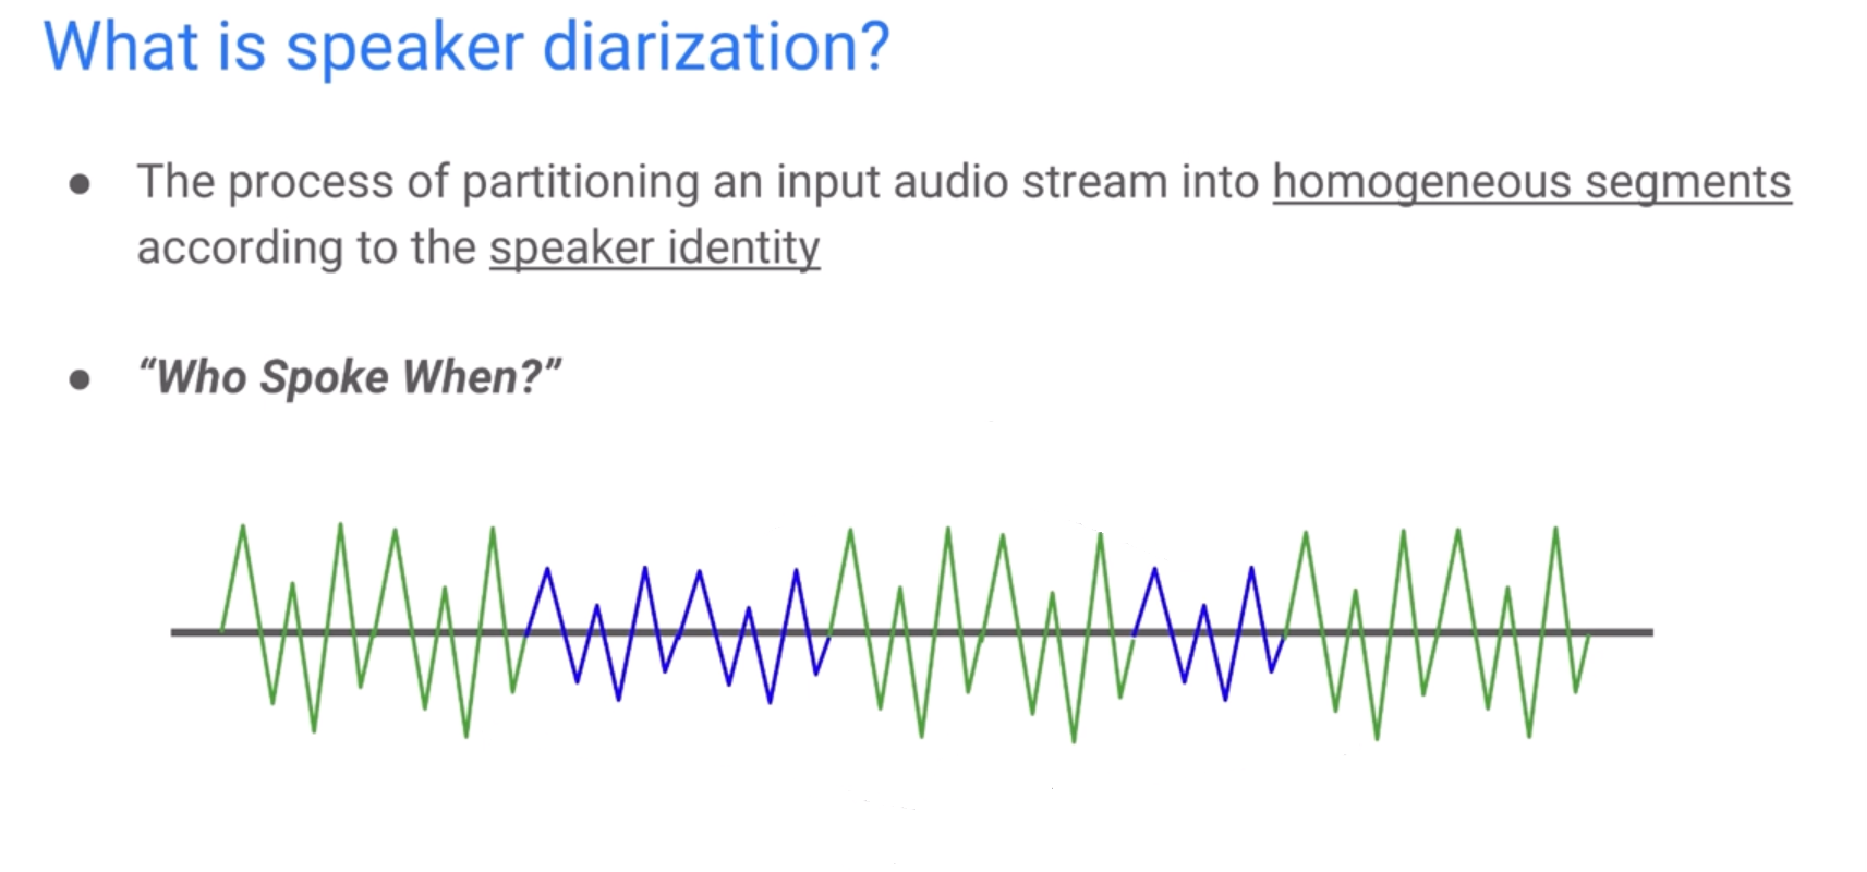 What is speaker diarization?
● The process of partitioning an input audio stream into homogeneous segments
according to the speaker identity
● “Who Spoke When?”